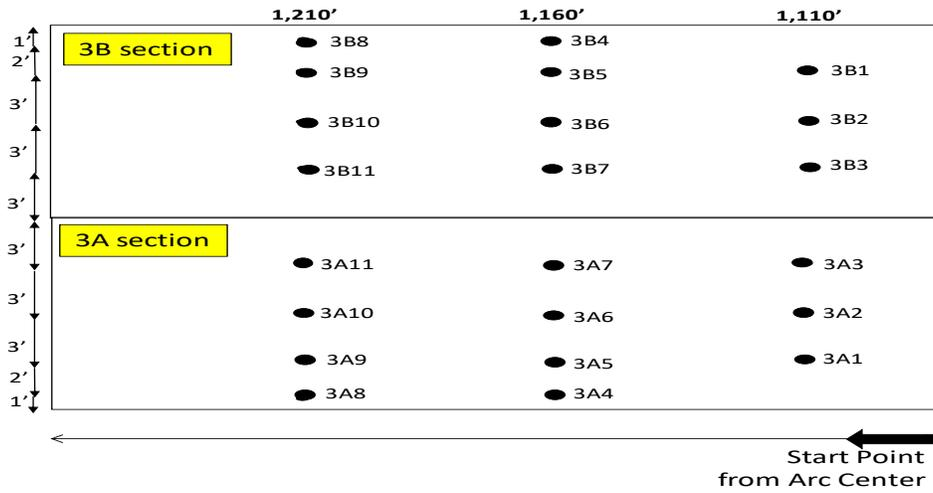 1,210’ 1,160’ 1,110’
1’ 3B8 3B4
3B section
2’ 3B9 3B5 3B1
3’
3B10 3B6 3B2
3’
3B11 3B7 3B3
3’
3A section
3’
3A11 3A7 3A3
3’
3A10 3A6 3A2
3’
3A9 3A5 3A1
2’
3A8 3A4
1’
Start Point
from Arc Center